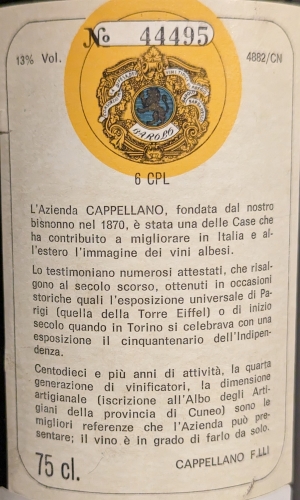 No 44495
13% Vol.
4882/CN
BAROLO
6 CPL
L'Azienda CAPPELLANO, fondata dal nostro
bisnonno nel 1870, è stata una delle Case che
ha contribuito a migliorare in Italia e al-
l'estero l'immagine dei vini albesi.
Lo testimoniano numerosi attestati, che risal-
gono al secolo scorso, ottenuti in occasioni
storiche quali l'esposizione universale di Pa-
rigi (quella della Torre Eiffel) o di inizio
secolo quando in Torino si celebrava con una
esposizione il cinquantenario dell'Indipen-
denza.
Centodieci e più anni di attività, la quarta
generazione di vinificatori, la dimensione
artigianale (iscrizione all'Albo degli Arti-
giani della provincia di Cuneo) sono le
migliori referenze che l'Azienda può pre-
sentare; il vino è in grado di farlo da solo.
75 cl.
CAPPELLANO F.LLI